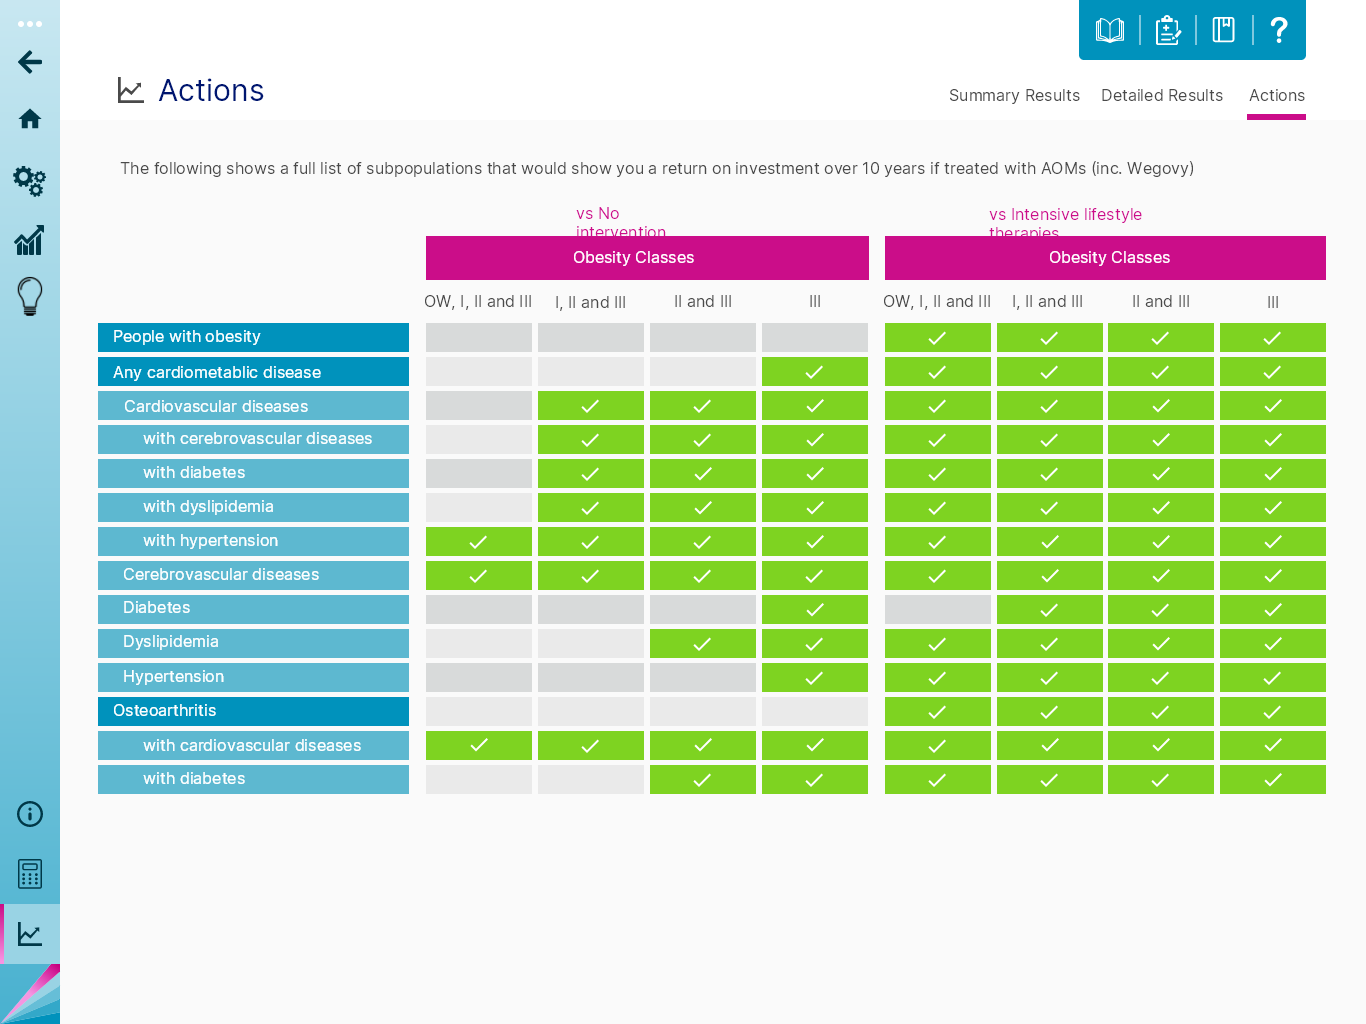 Actions
Summary Results Detailed Results Actions
The following shows a full list of subpopulations that would show you a return on investment over 10 years if treated with AOMs (inc. Wegovy)
vs No
intervention
vs Intensive lifestyle
therapies
Obesity Classes Obesity Classes
OW, I, II and III I, II and III II and III III OW, I, II and III I, II and III II and III III
People with obesity
Any cardiometablic disease
Cardiovascular diseases
with cerebrovascular diseases
with diabetes
with dyslipidemia
with hypertension
Cerebrovascular diseases
Diabetes
Dyslipidemia
Hypertension
Osteoarthritis
with cardiovascular diseases
with diabetes